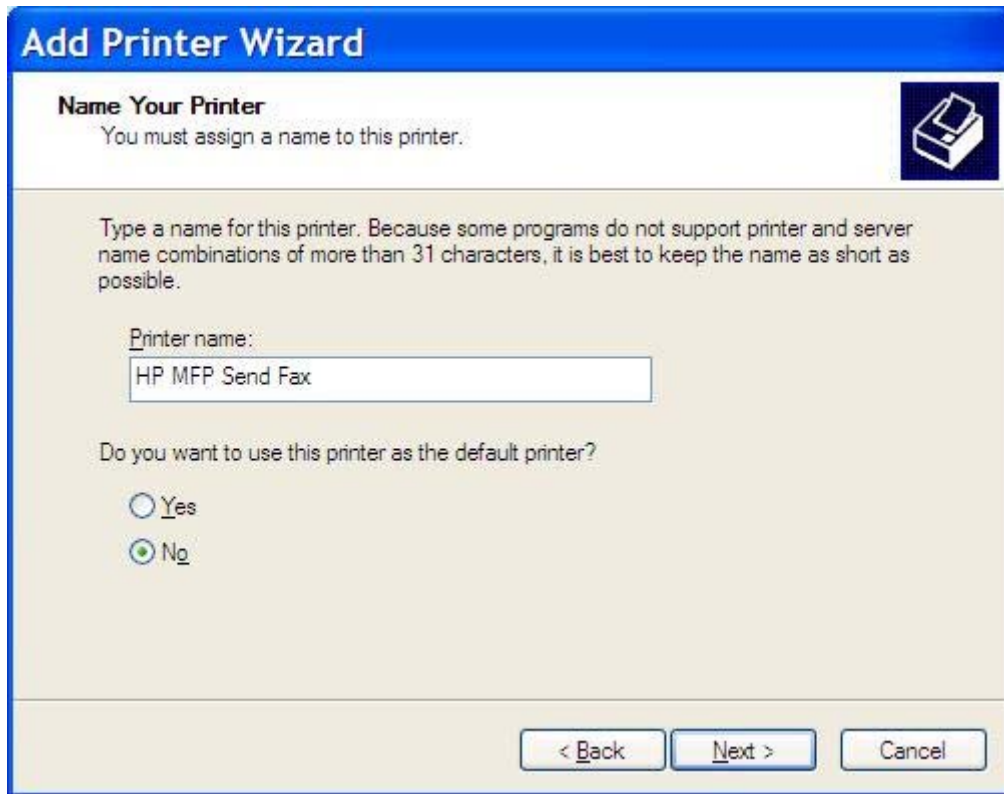 Add Printer Wizard
Name Your Printer
You must assign a name to this printer.
Type a name for this printer. Because some programs do not support printer and server
name combinations of more than 31 characters, it is best to keep the name as short as
possible.
Printer name:
HP MFP Send Fax
Do you want to use this printer as the default printer?
Yes
No
< Back
Next >
Cancel